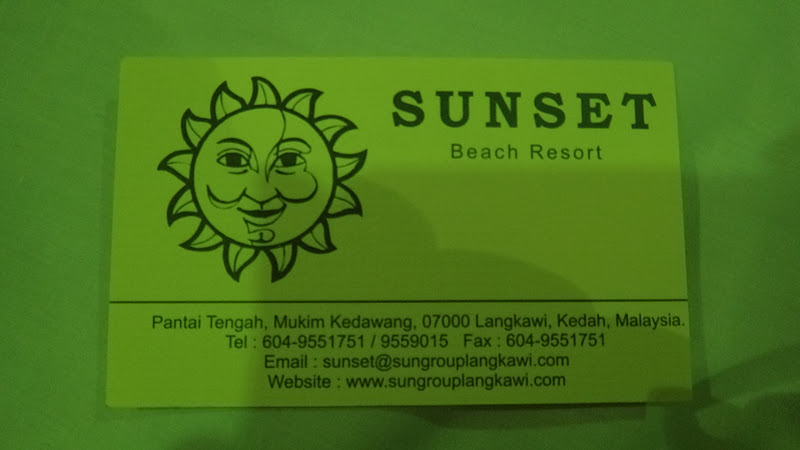 SUNSET
Beach Resort
Pantai Tengah, Mukim Kedawang, 07000 Langkawi, Kedah, Malaysia.
Tel : 604-9551751 / 9559015 Fax : 604-9551751
Email : sunset@sungrouplangkawi.com
Website : www.sungrouplangkawi.com